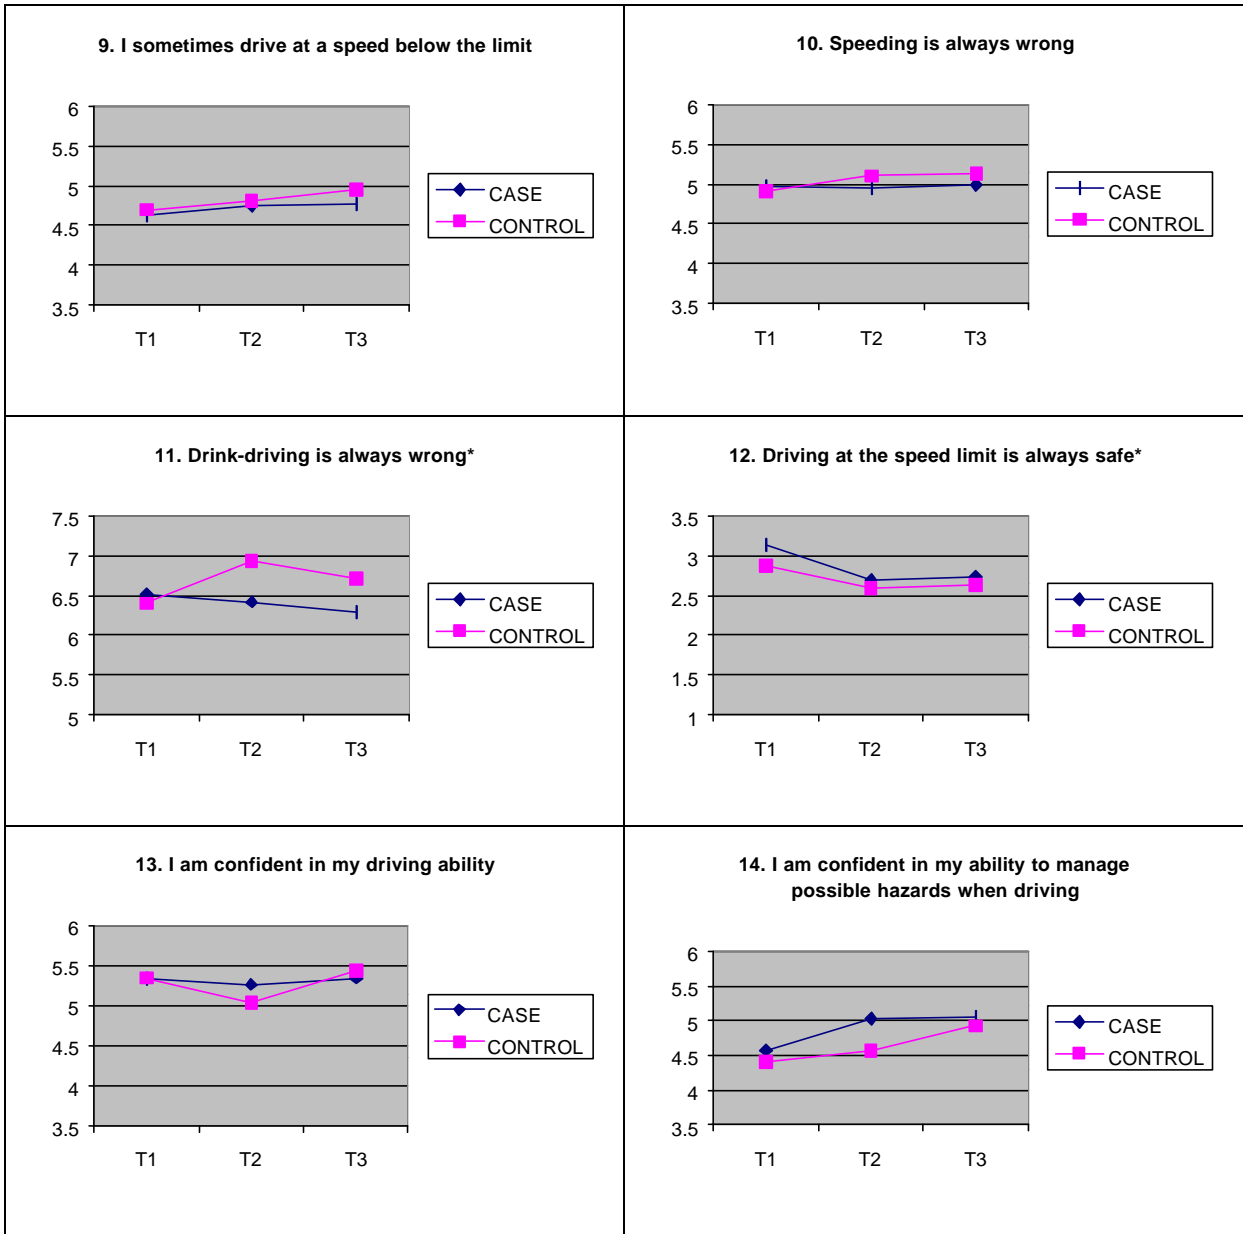 9. I sometimes drive at a speed below the limit
6
5.5
5
4.5
4
3.5
T1 T2 T3
CASE
CONTROL
10. Speeding is always wrong
6
5.5
5
4.5
4
3.5
T1 T2 T3
CASE
CONTROL
11. Drink-driving is always wrong*
7.5
7
6.5
6
5.5
5
T1 T2 T3
CASE
CONTROL
12. Driving at the speed limit is always safe*
3.5
3
2.5
2
1.5
1
T1 T2 T3
CASE
CONTROL
13. I am confident in my driving ability
6
5.5
5
4.5
4
3.5
T1 T2 T3
CASE
CONTROL
14. I am confident in my ability to manage
possible hazards when driving
6
5.5
5
4.5
4
3.5
T1 T2 T3
CASE
CONTROL